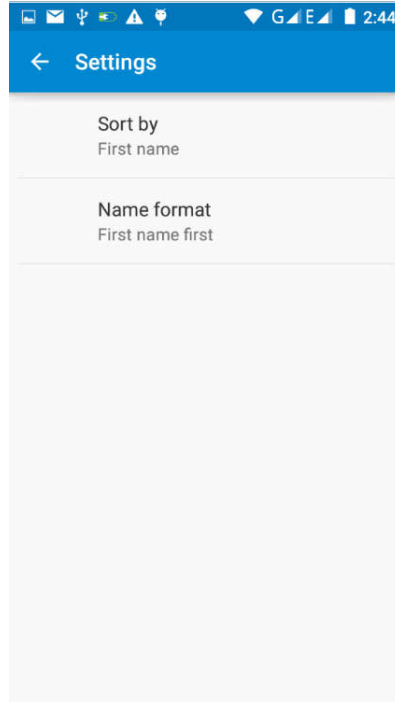 G E 2:44
Settings
Sort by
First name
Name format
First name first